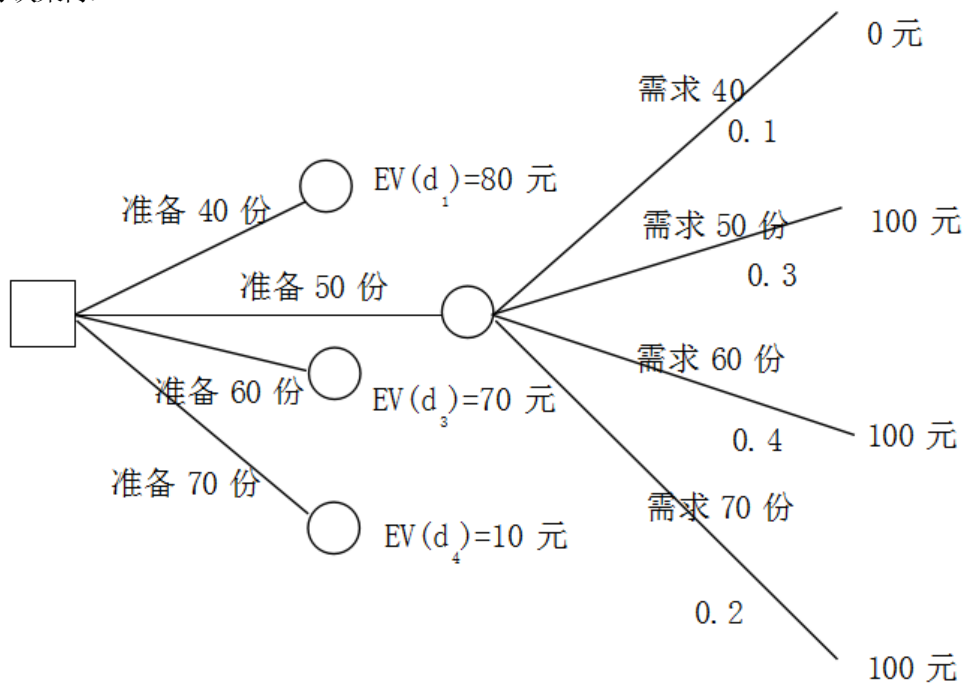 0 元
需求 40
0.1
EV(d₁)=80 元
准备 40 份
需求 50 份
100 元
0.3
准备 50 份
需求 60 份
准备 60 份
EV(d₃)=70 元
0.4
100 元
准备 70 份
需求 70 份
EV(d₄)=10 元
0.2
100 元